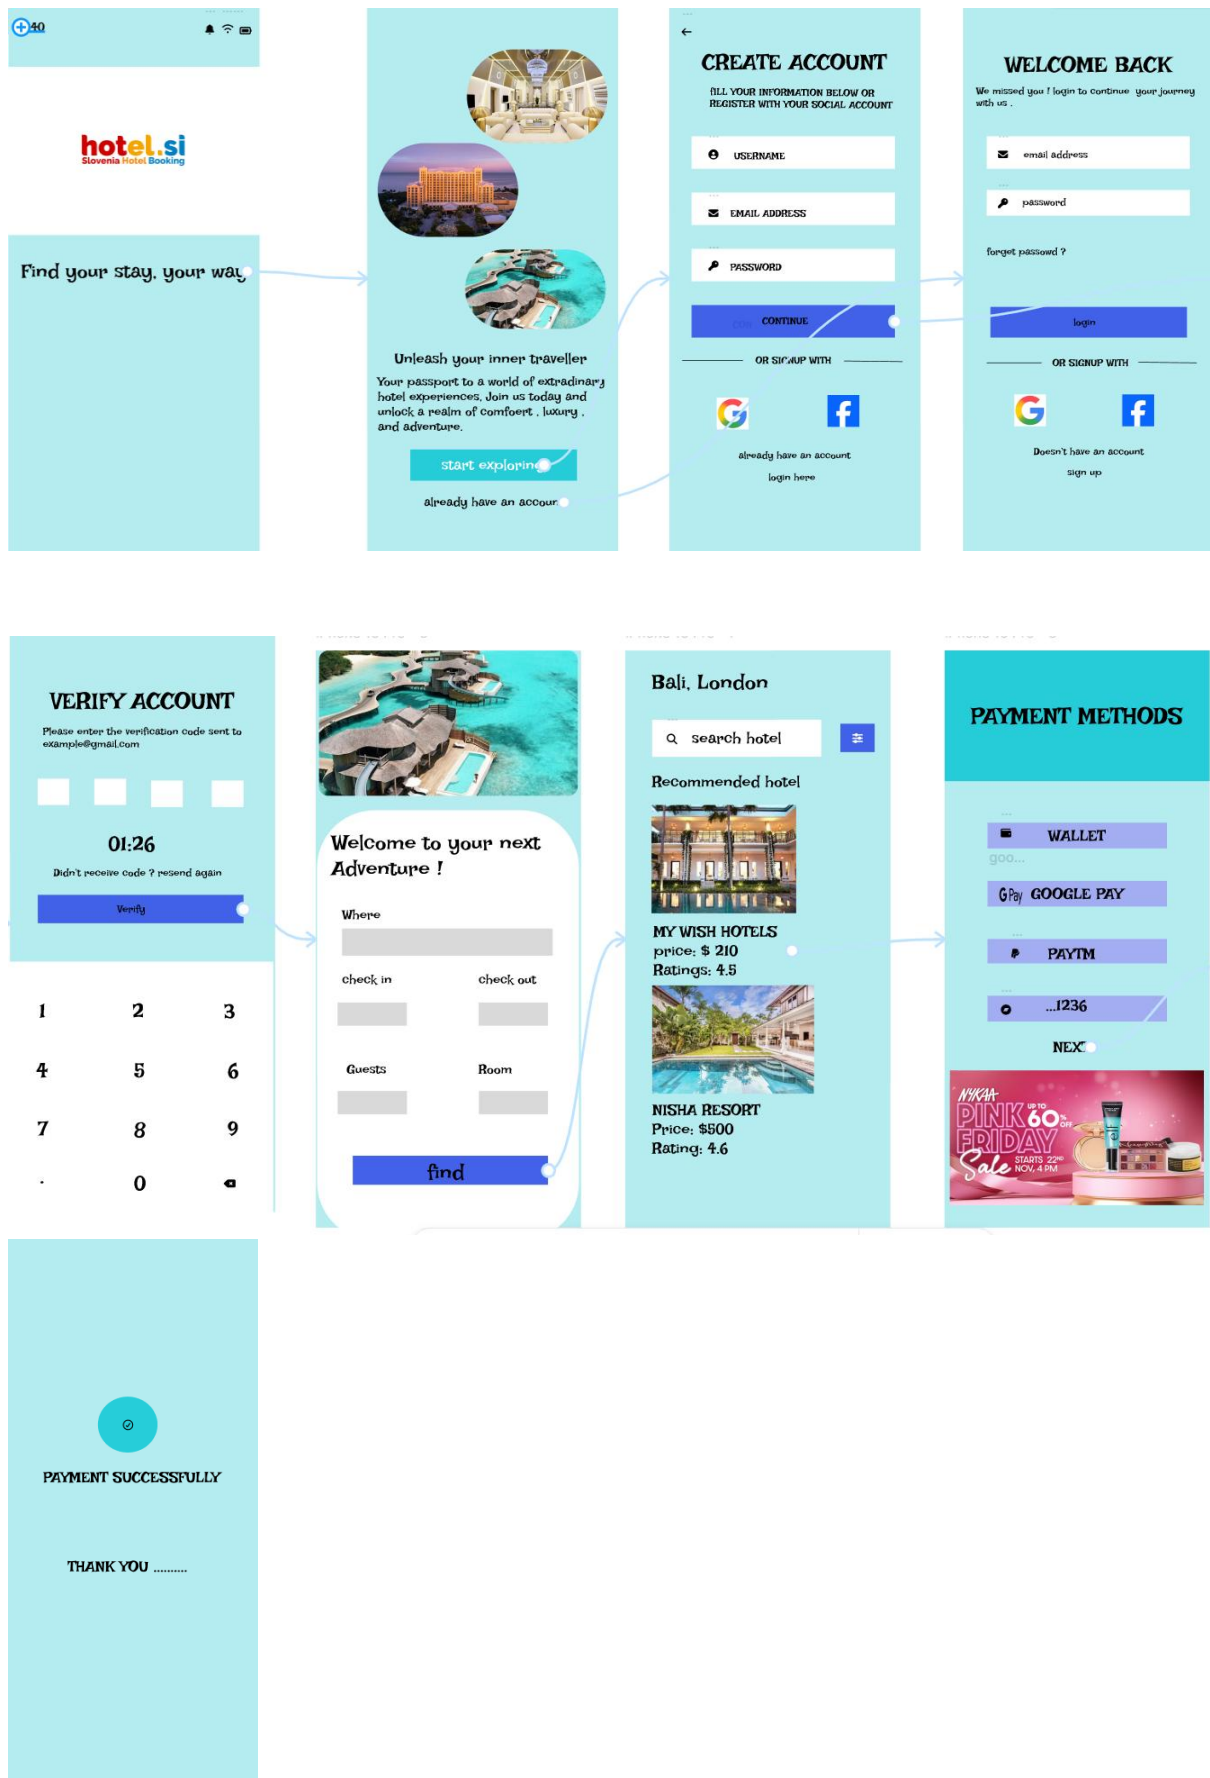 40
hotel.si
Slovenia Hotel Booking
Find your stay, your way
Unleash your inner traveller
Your passport to a world of extradinary
hotel experiences, Join us today and
unlock a realm of comfoert , luxury ,
and adventure.
start exploring
already have an accoun
CREATE ACCOUNT
fILL YOUR INFORMATION BELOW OR
REGISTER WITH YOUR SOCIAL ACCOUNT
USERNAME
EMAIL ADDRESS
PASSWORD
CONTINUE
OR SIGNUP WITH
already have an account
login here
WELCOME BACK
We missed you ! login to continue your journey
with us .
email address
password
forget passowd ?
login
OR SIGNUP WITH
Doesn't have an account
sign up
VERIFY ACCOUNT
Please enter the verification code sent to
example@gmail.com
01:26
Didn't receive code ? resend again
Verify
1 2 3
4 5 6
7 8 9
. 0
Welcome to your next
Adventure !
Where
check in check out
Guests Room
find
Bali, London
search hotel
Recommended hotel
MY WISH HOTELS
price: $ 210
Ratings: 4.5
NISHA RESORT
Price: $500
Rating: 4.6
PAYMENT METHODS
WALLET
goo...
G Pay GOOGLE PAY
PAYTM
...1236
NEXT
NYKAA
PINK
FRIDAY
Sale
UP TO
60% OFF
STARTS 22ND
NOV, 4 PM
PAYMENT SUCCESSFULLY
THANK YOU ..........